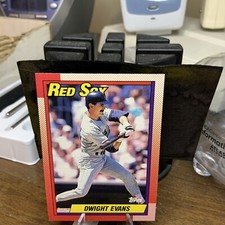 RED SOX
Topps
DWIGHT EVANS